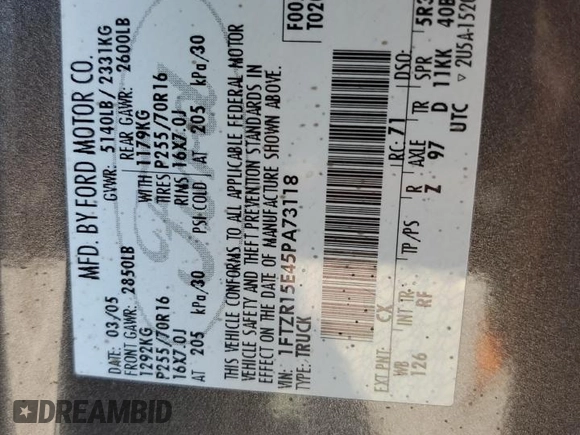 MFD. BY FORD MOTOR CO.
DATE: 03/05 GVWR: 5140LB/ 2331KG
FRONT GAWR: 2850LB REAR GAWR: 2600LB
1292KG WITH 1179KG WITH
P255/70R16 TIRES P255/70R16
16X7.0J RIMS 16X7.0J
AT 205 kPa/30 PSI COLD AT 205 kPa/30
THIS VEHICLE CONFORMS TO ALL APPLICABLE FEDERAL MOTOR
VEHICLE SAFETY AND THEFT PREVENTION STANDARDS IN
EFFECT ON THE DATE OF MANUFACTURE SHOWN ABOVE.
VIN: 1FTZR15E45PA73118
TYPE: TRUCK
F00
T020
EXT PNT: CX RC: 71 DSO:
WB INT TR: TP/PS R AXLE TR SPR
126 RF Z 97 D 11KK
UTC
Ford
DREAMBID